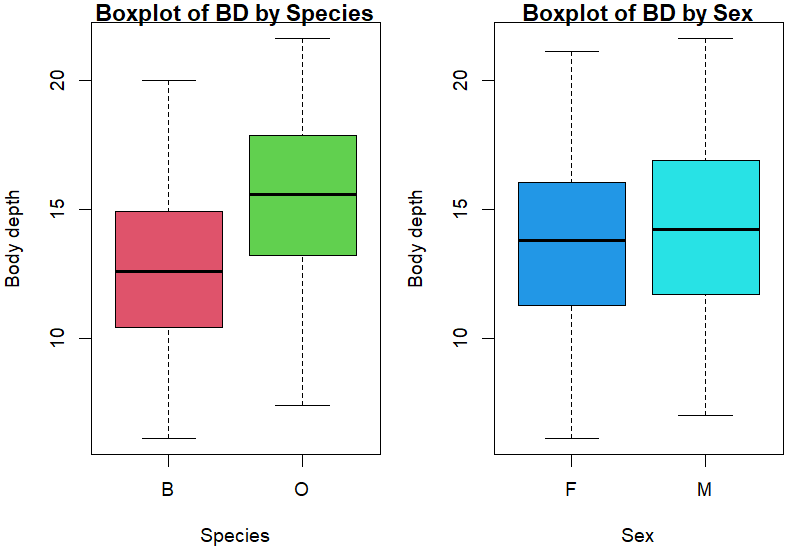 Boxplot of BD by Species
Body depth
20
15
10
B
O
Species
Boxplot of BD by Sex
Body depth
20
15
10
F
M
Sex